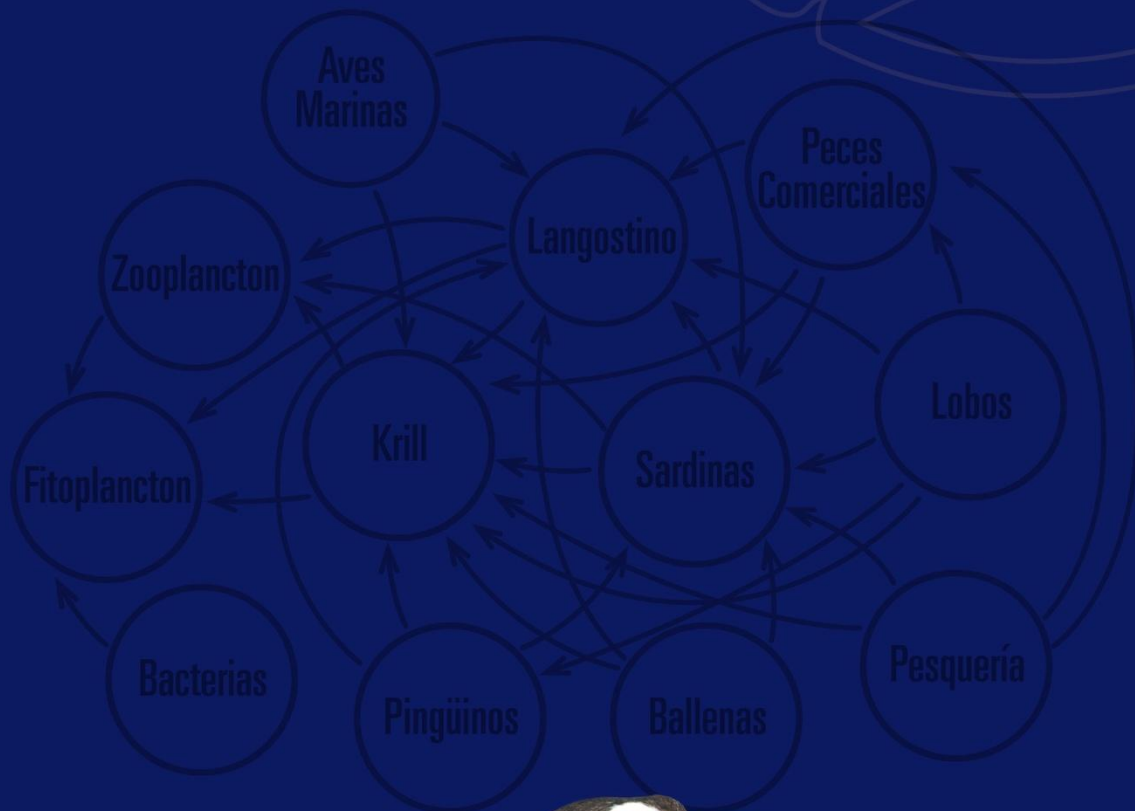 Aves
Marinas
Peces
Comerciales
Langostino
Zooplancton
Lobos
Krill
Sardinas
Fitoplancton
Bacterias
Pingüinos
Ballenas
Pesquería